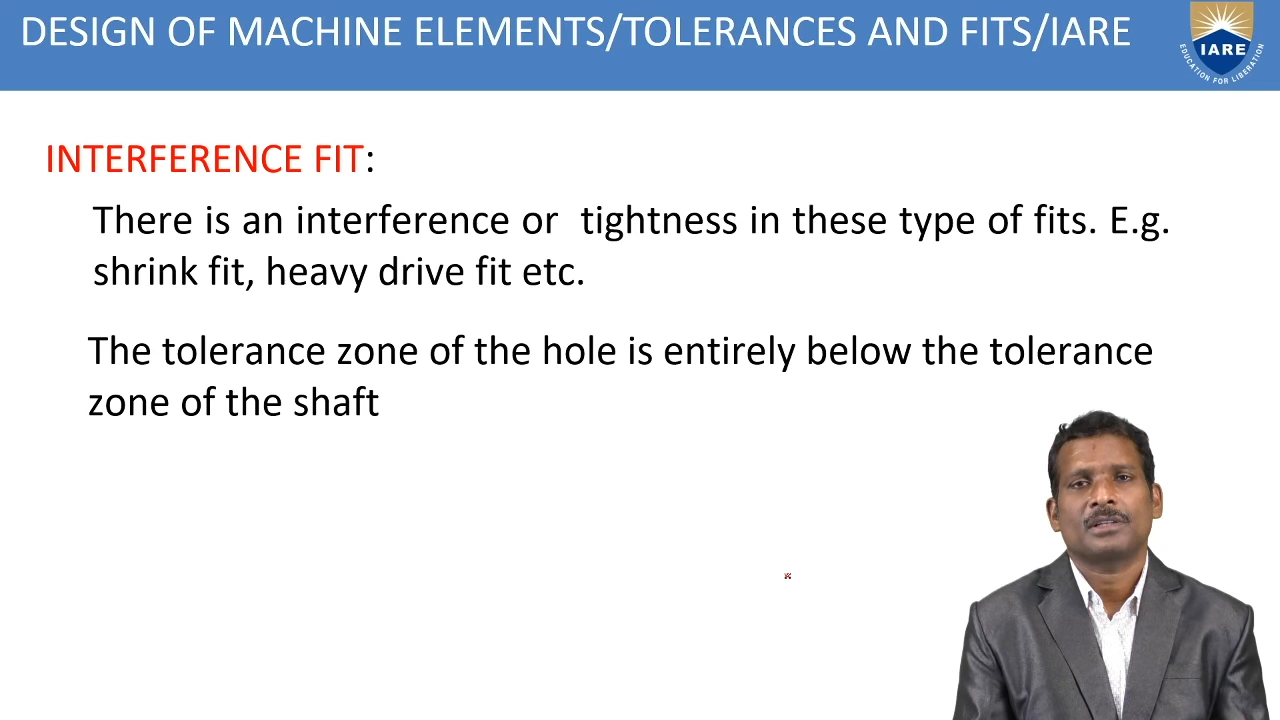 DESIGN OF MACHINE ELEMENTS/TOLERANCES AND FITS/IARE
IARE
EDUCATION FOR LIBERATION
INTERFERENCE FIT:
There is an interference or tightness in these type of fits. E.g.
shrink fit, heavy drive fit etc.
The tolerance zone of the hole is entirely below the tolerance
zone of the shaft